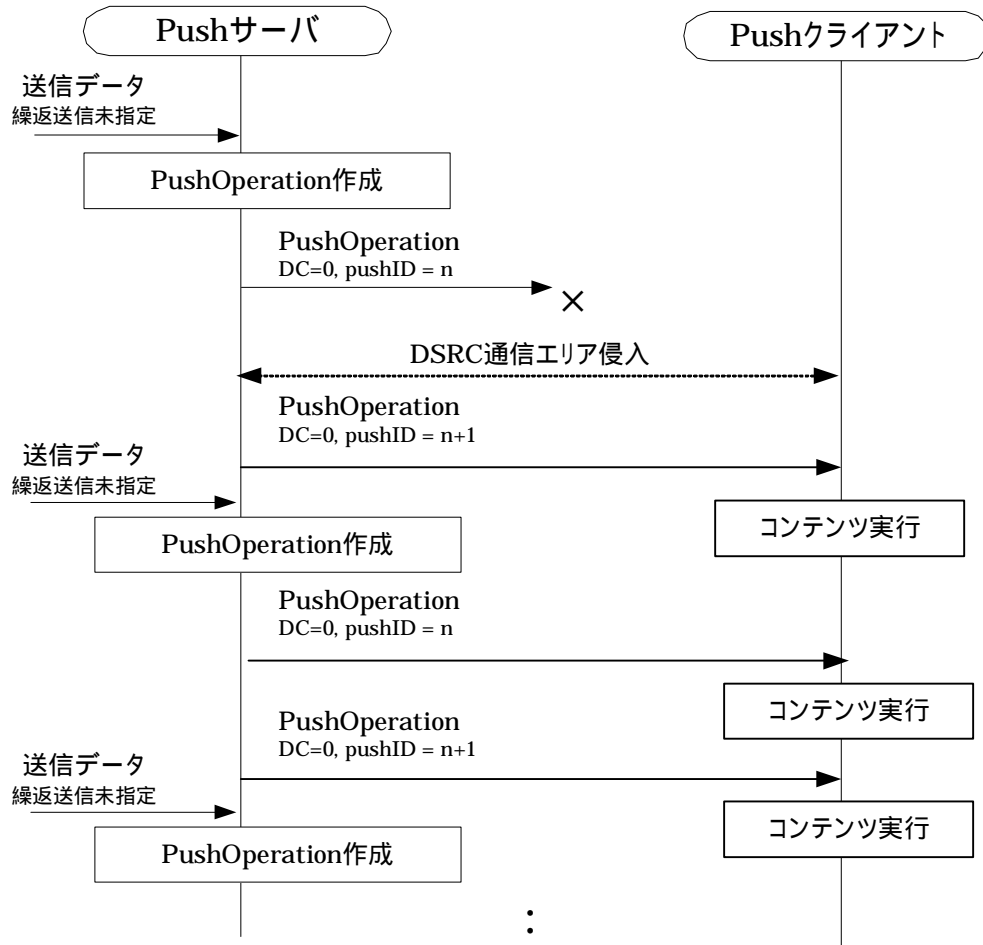 Pushサーバ
Pushクライアント
送信データ
繰返送信未指定
PushOperation作成
PushOperation
DC=0, pushID = n
×
DSRC通信エリア侵入
PushOperation
DC=0, pushID = n+1
送信データ
繰返送信未指定
コンテンツ実行
PushOperation作成
PushOperation
DC=0, pushID = n
コンテンツ実行
PushOperation
DC=0, pushID = n+1
送信データ
繰返送信未指定
コンテンツ実行
PushOperation作成
: